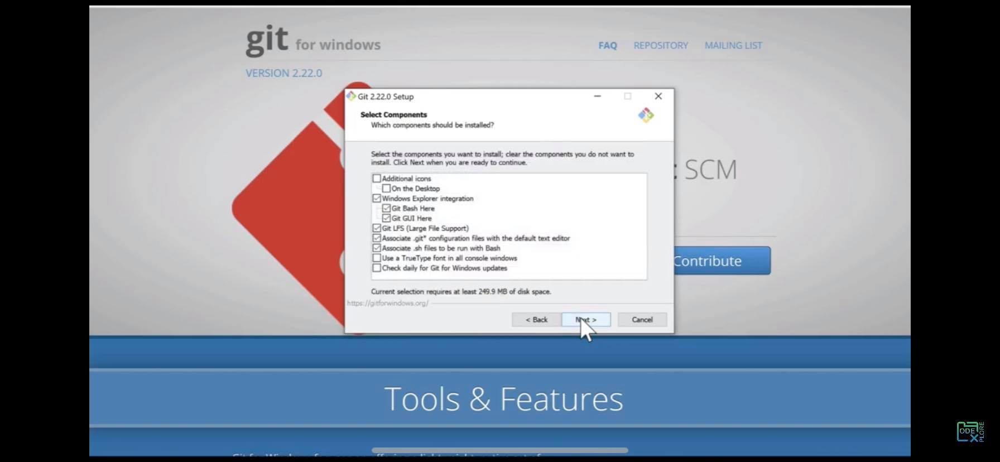 git for windows
FAQ
REPOSITORY
MAILING LIST
VERSION 2.22.0
Git 2.22.0 Setup
Select Components
Which components should be installed?
Select the components you want to install; clear the components you do not want to
install. Click Next when you are ready to continue.
Additional icons
On the Desktop
Windows Explorer integration
Git Bash Here
Git GUI Here
Git LFS (Large File Support)
Associate .git* configuration files with the default text editor
Associate .sh files to be run with Bash
Use a TrueType font in all console windows
Check daily for Git for Windows updates
Current selection requires at least 249.9 MB of disk space.
https://gitforwindows.org/
< Back
Next >
Cancel
SCM
Contribute
Tools & Features
ODE
XPLORE